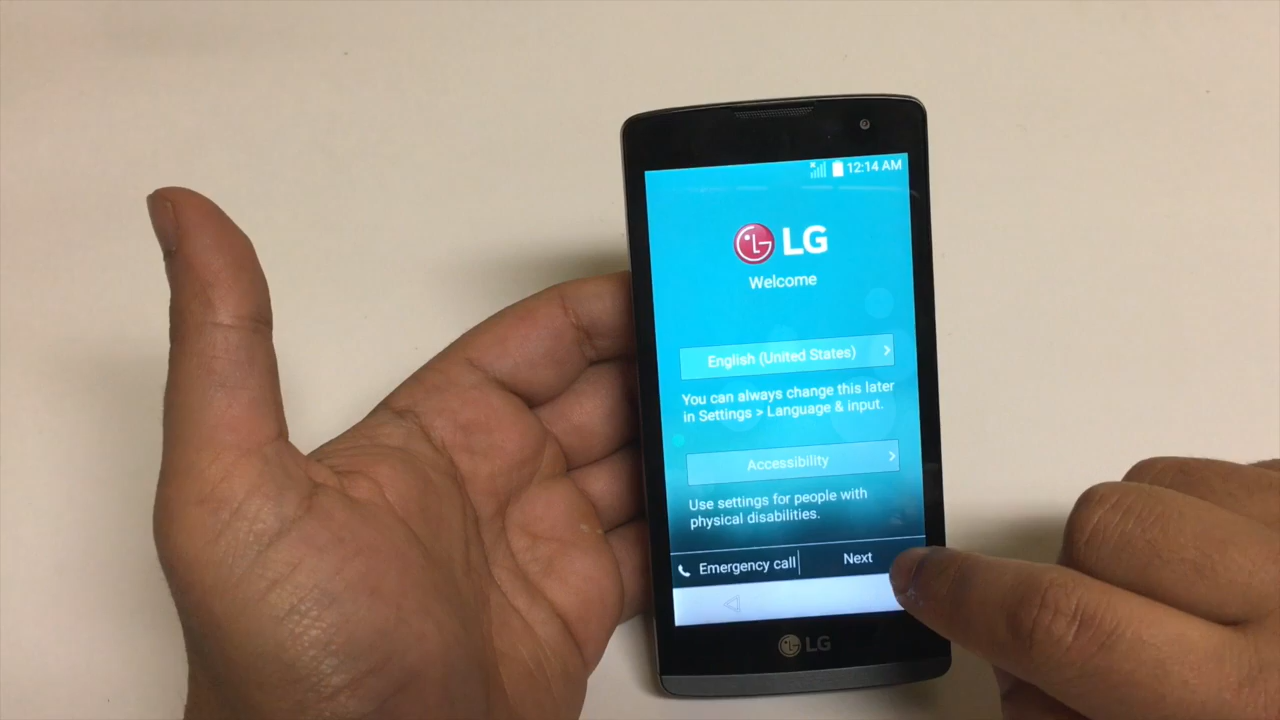 12:14 AM
LG
Welcome
English (United States)
You can always change this later
in Settings > Language & input.
Accessibility
Use settings for people with
physical disabilities.
Emergency call
Next
LG